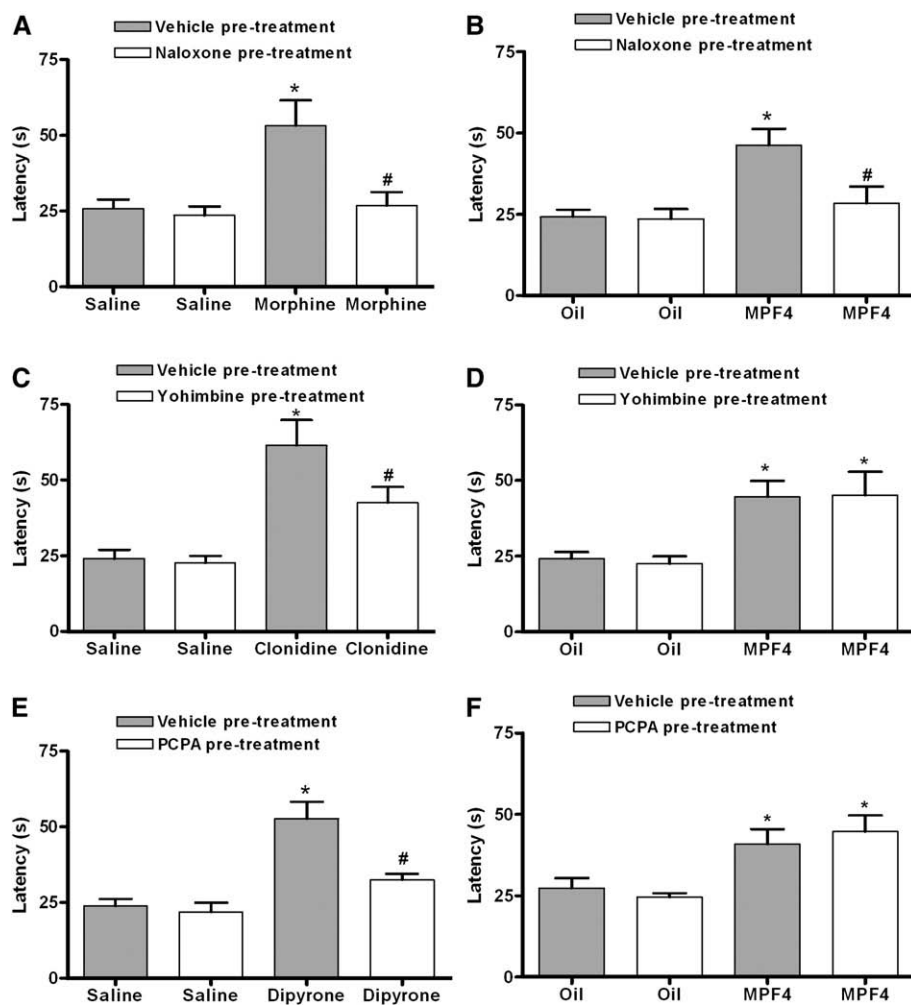 A
Vehicle pre-treatment
Naloxone pre-treatment
Latency (s)
75
50
25
0
*
#
Saline Saline Morphine Morphine
B
Vehicle pre-treatment
Naloxone pre-treatment
Latency (s)
75
50
25
0
*
#
Oil Oil MPF4 MPF4
C
Vehicle pre-treatment
Yohimbine pre-treatment
Latency (s)
75
50
25
0
*
#
Saline Saline Clonidine Clonidine
D
Vehicle pre-treatment
Yohimbine pre-treatment
Latency (s)
75
50
25
0
* *
Oil Oil MPF4 MPF4
E
Vehicle pre-treatment
PCPA pre-treatment
Latency (s)
75
50
25
0
*
#
Saline Saline Dipyrone Dipyrone
F
Vehicle pre-treatment
PCPA pre-treatment
Latency (s)
75
50
25
0
* *
Oil Oil MPF4 MPF4